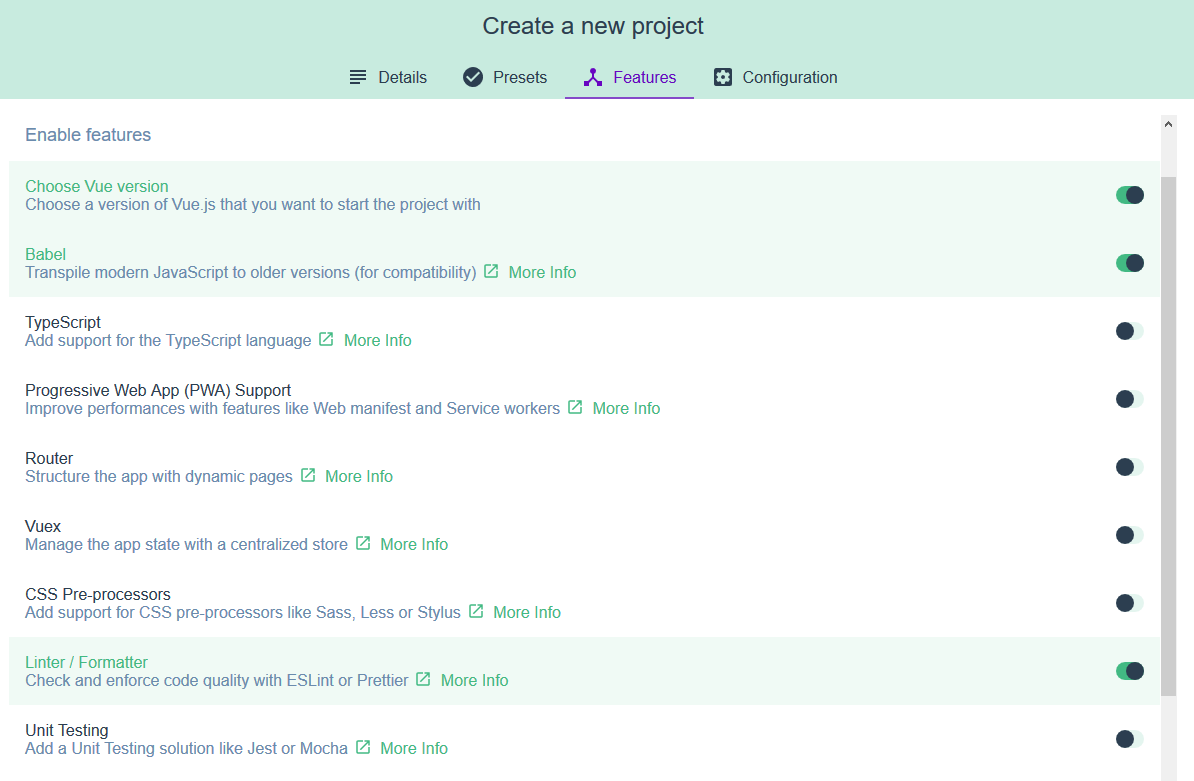 Create a new project
Details Presets Features Configuration
Enable features
Choose Vue version
Choose a version of Vue.js that you want to start the project with
Babel
Transpile modern JavaScript to older versions (for compatibility) More Info
TypeScript
Add support for the TypeScript language More Info
Progressive Web App (PWA) Support
Improve performances with features like Web manifest and Service workers More Info
Router
Structure the app with dynamic pages More Info
Vuex
Manage the app state with a centralized store More Info
CSS Pre-processors
Add support for CSS pre-processors like Sass, Less or Stylus More Info
Linter / Formatter
Check and enforce code quality with ESLint or Prettier More Info
Unit Testing
Add a Unit Testing solution like Jest or Mocha More Info